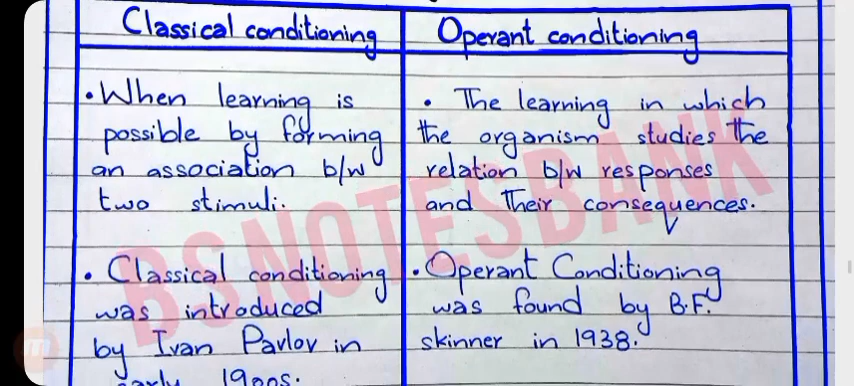 Classical conditioning
• When learning is
possible by forming
an association b/w
two stimuli.
• Classical conditioning
was introduced
by Ivan Pavlov in
early 1900s.
Operant conditioning
• The learning in which
the organism studies the
relation b/w responses
and their consequences.
• Operant Conditioning
was found by B.F.
skinner in 1938.
BSNOTESBANK